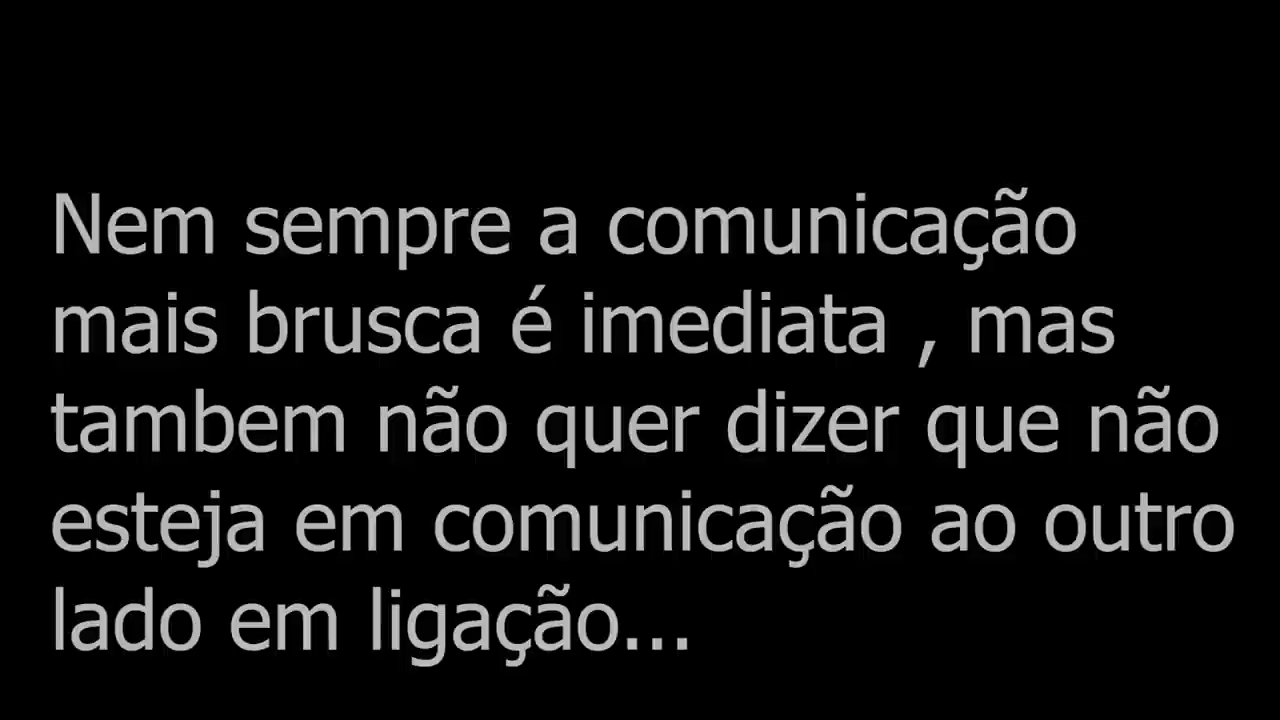 Nem sempre a comunicação
mais brusca é imediata , mas
tambem não quer dizer que não
esteja em comunicação ao outro
lado em ligação...